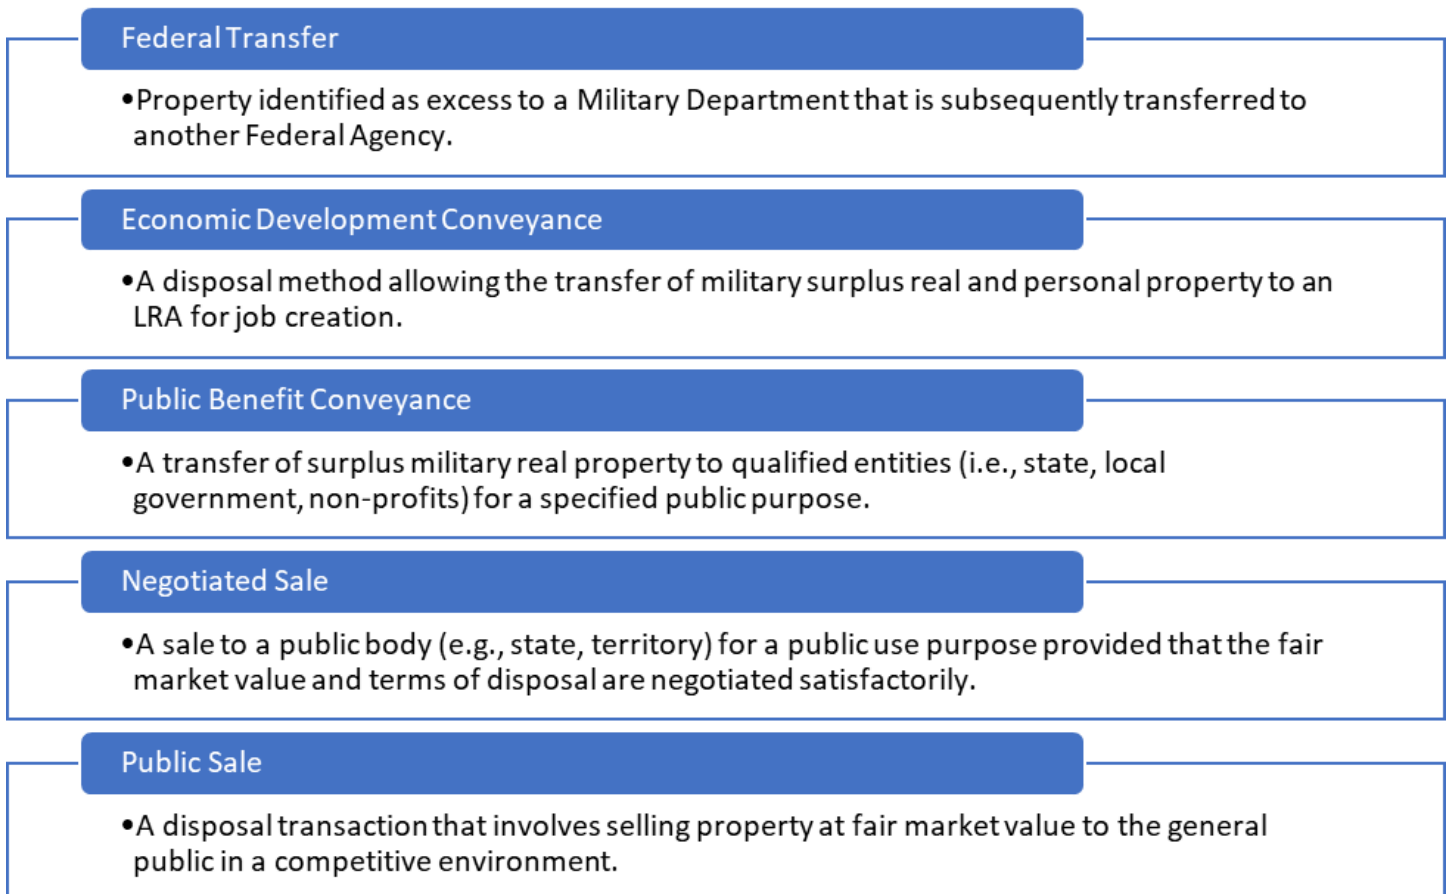 Federal Transfer
•Property identified as excess to a Military Department that is subsequently transferred to
another Federal Agency.
Economic Development Conveyance
•A disposal method allowing the transfer of military surplus real and personal property to an
LRA for job creation.
Public Benefit Conveyance
•A transfer of surplus military real property to qualified entities (i.e., state, local
government, non-profits) for a specified public purpose.
Negotiated Sale
•A sale to a public body (e.g., state, territory) for a public use purpose provided that the fair
market value and terms of disposal are negotiated satisfactorily.
Public Sale
•A disposal transaction that involves selling property at fair market value to the general
public in a competitive environment.